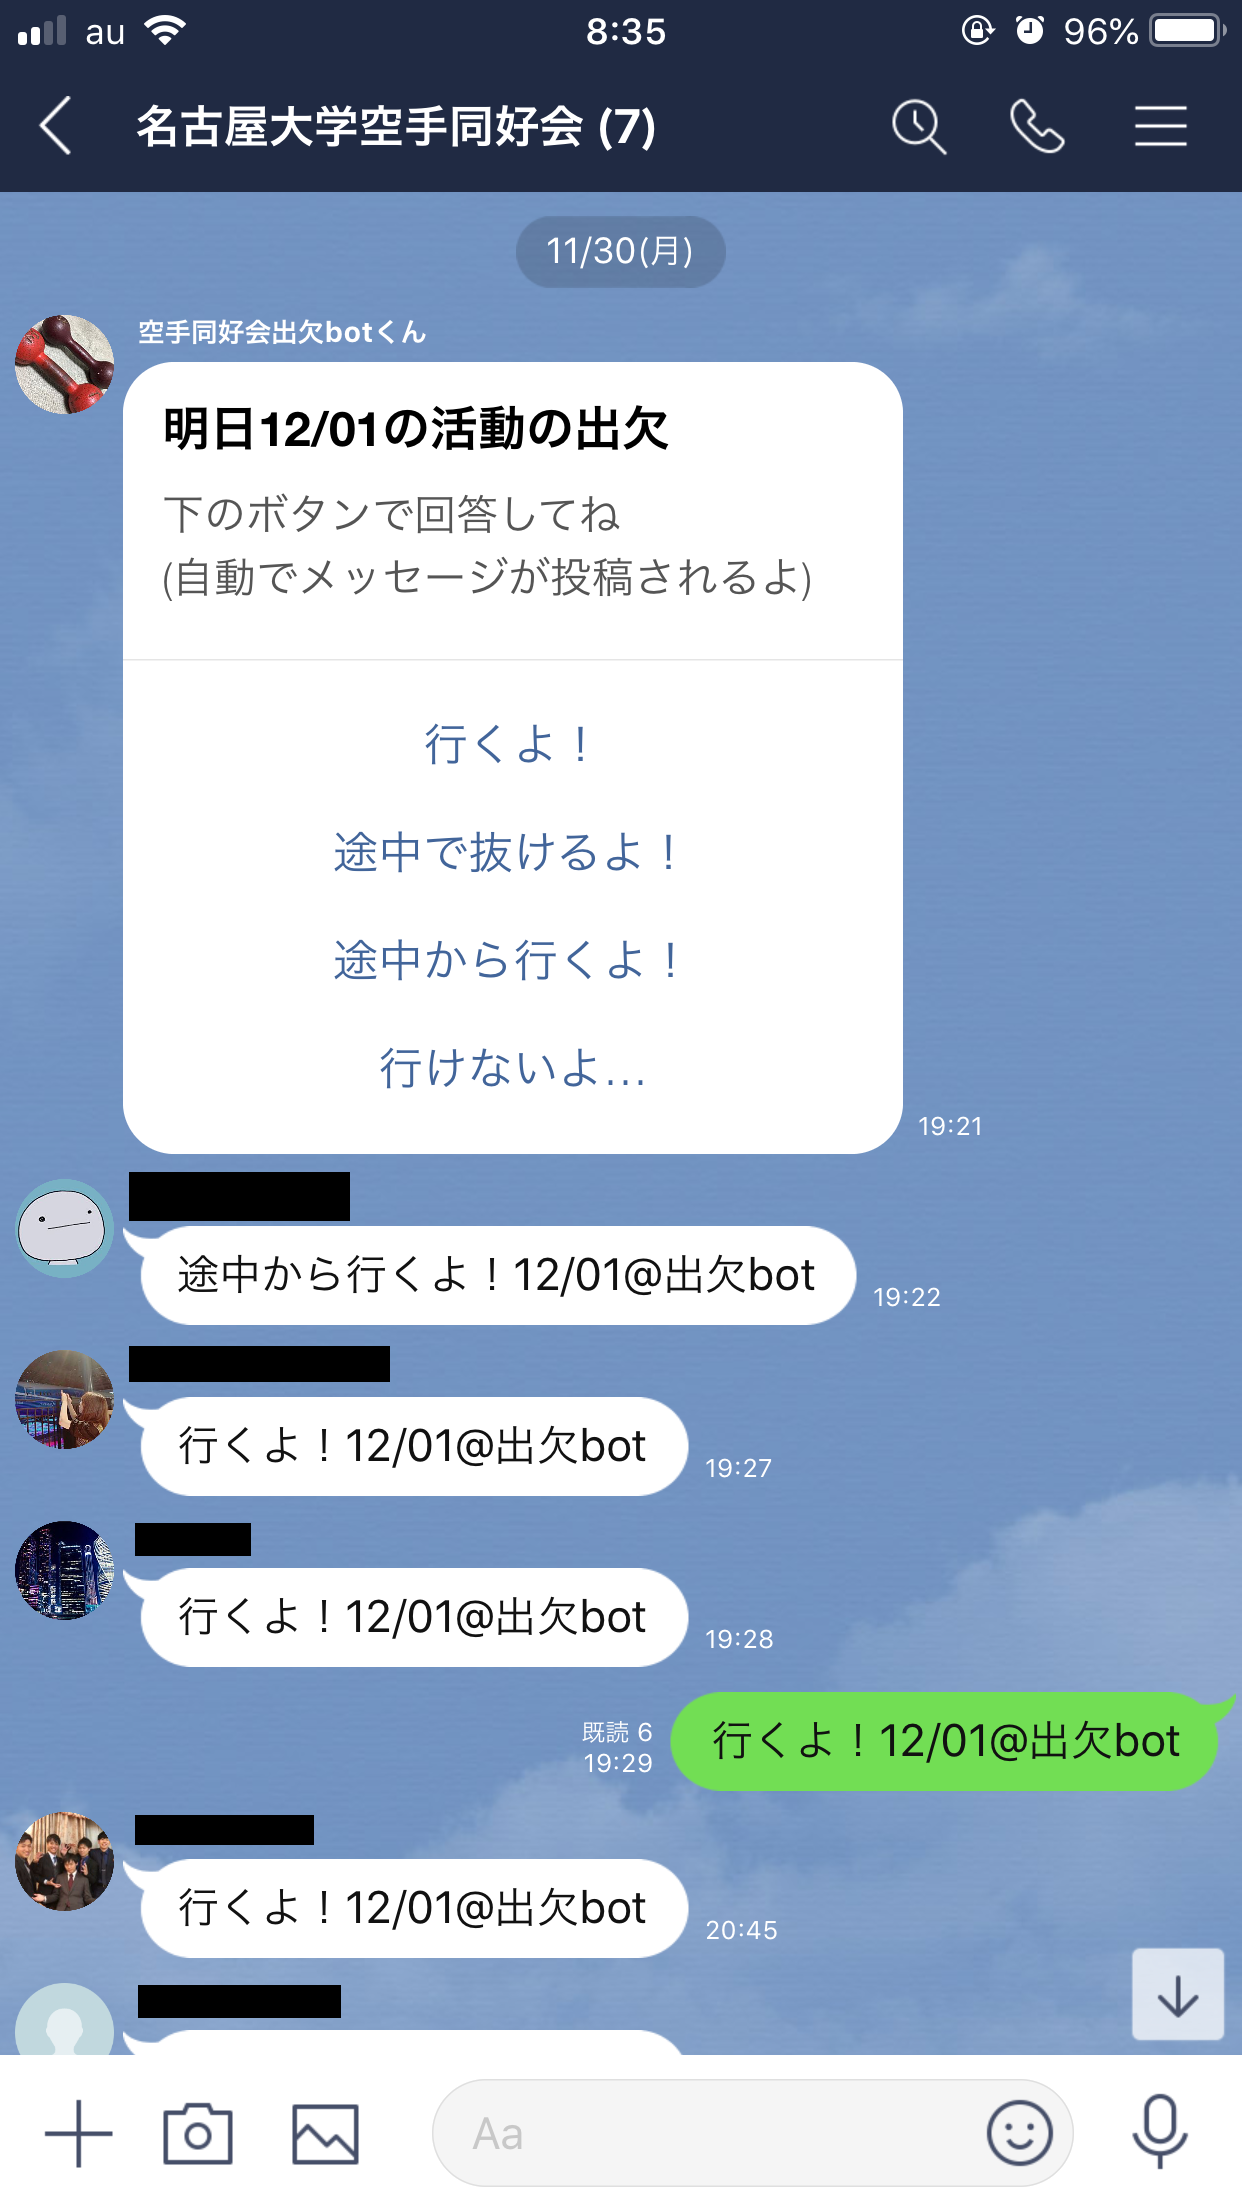 au 8:35 96%
名古屋大学空手同好会 (7)
11/30(月)
空手同好会出欠botくん
明日12/01の活動の出欠
下のボタンで回答してね
(自動でメッセージが投稿されるよ)
行くよ！
途中で抜けるよ！
途中から行くよ！
行けないよ...
19:21
途中から行くよ！12/01@出欠bot
19:22
行くよ！12/01@出欠bot
19:27
行くよ！12/01@出欠bot
19:28
既読 6
19:29
行くよ！12/01@出欠bot
行くよ！12/01@出欠bot
20:45
Aa